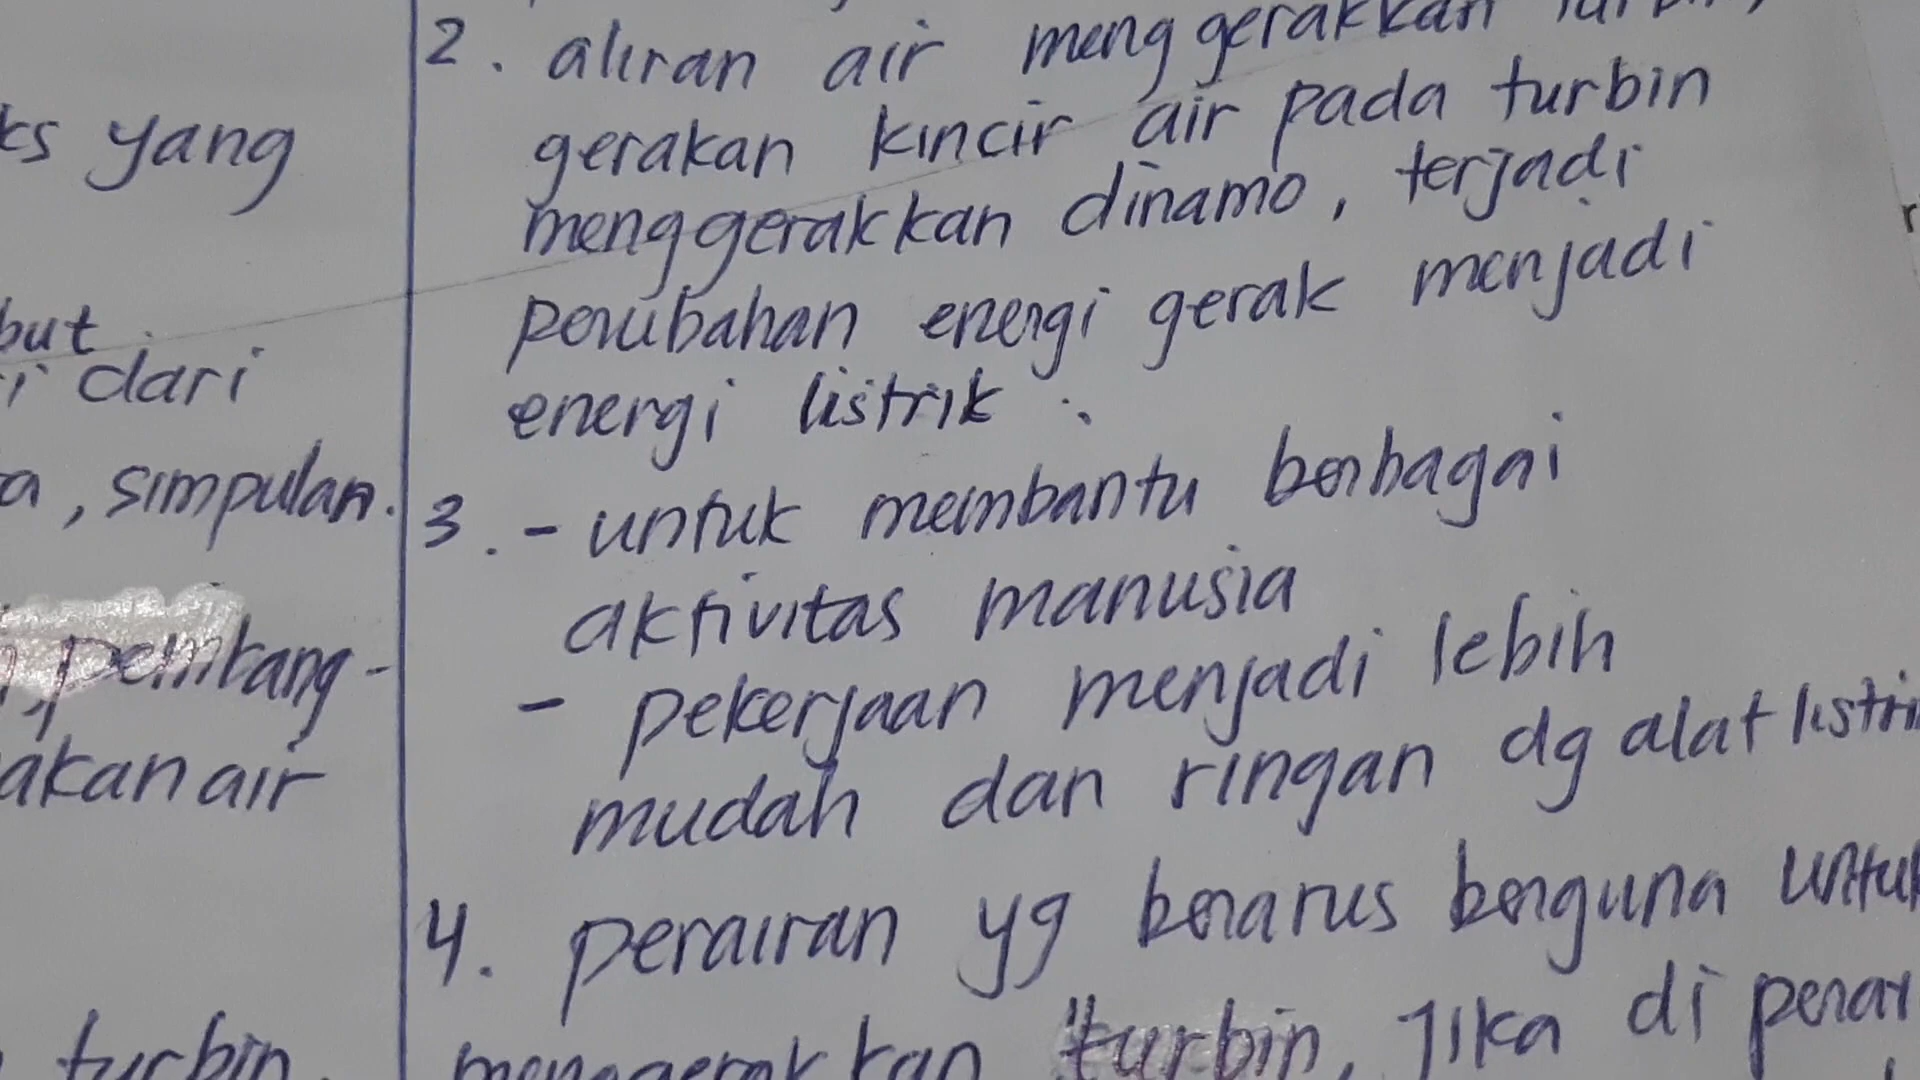 ks yang
but
i dari
a, simpulan.
pembang-
akan air
turbin.
2. aliran air menggerakkan
gerakan kincir air pada turbin
menggerakkan dinamo, terjadi
perubahan energi gerak menjadi
energi listrik.
3. - untuk membantu berbagai
aktivitas manusia
- pekerjaan menjadi lebih
mudah dan ringan dg alat listri
4. perairan yg berarus berguna untuk
menggerakkan turbin. Jika di perai